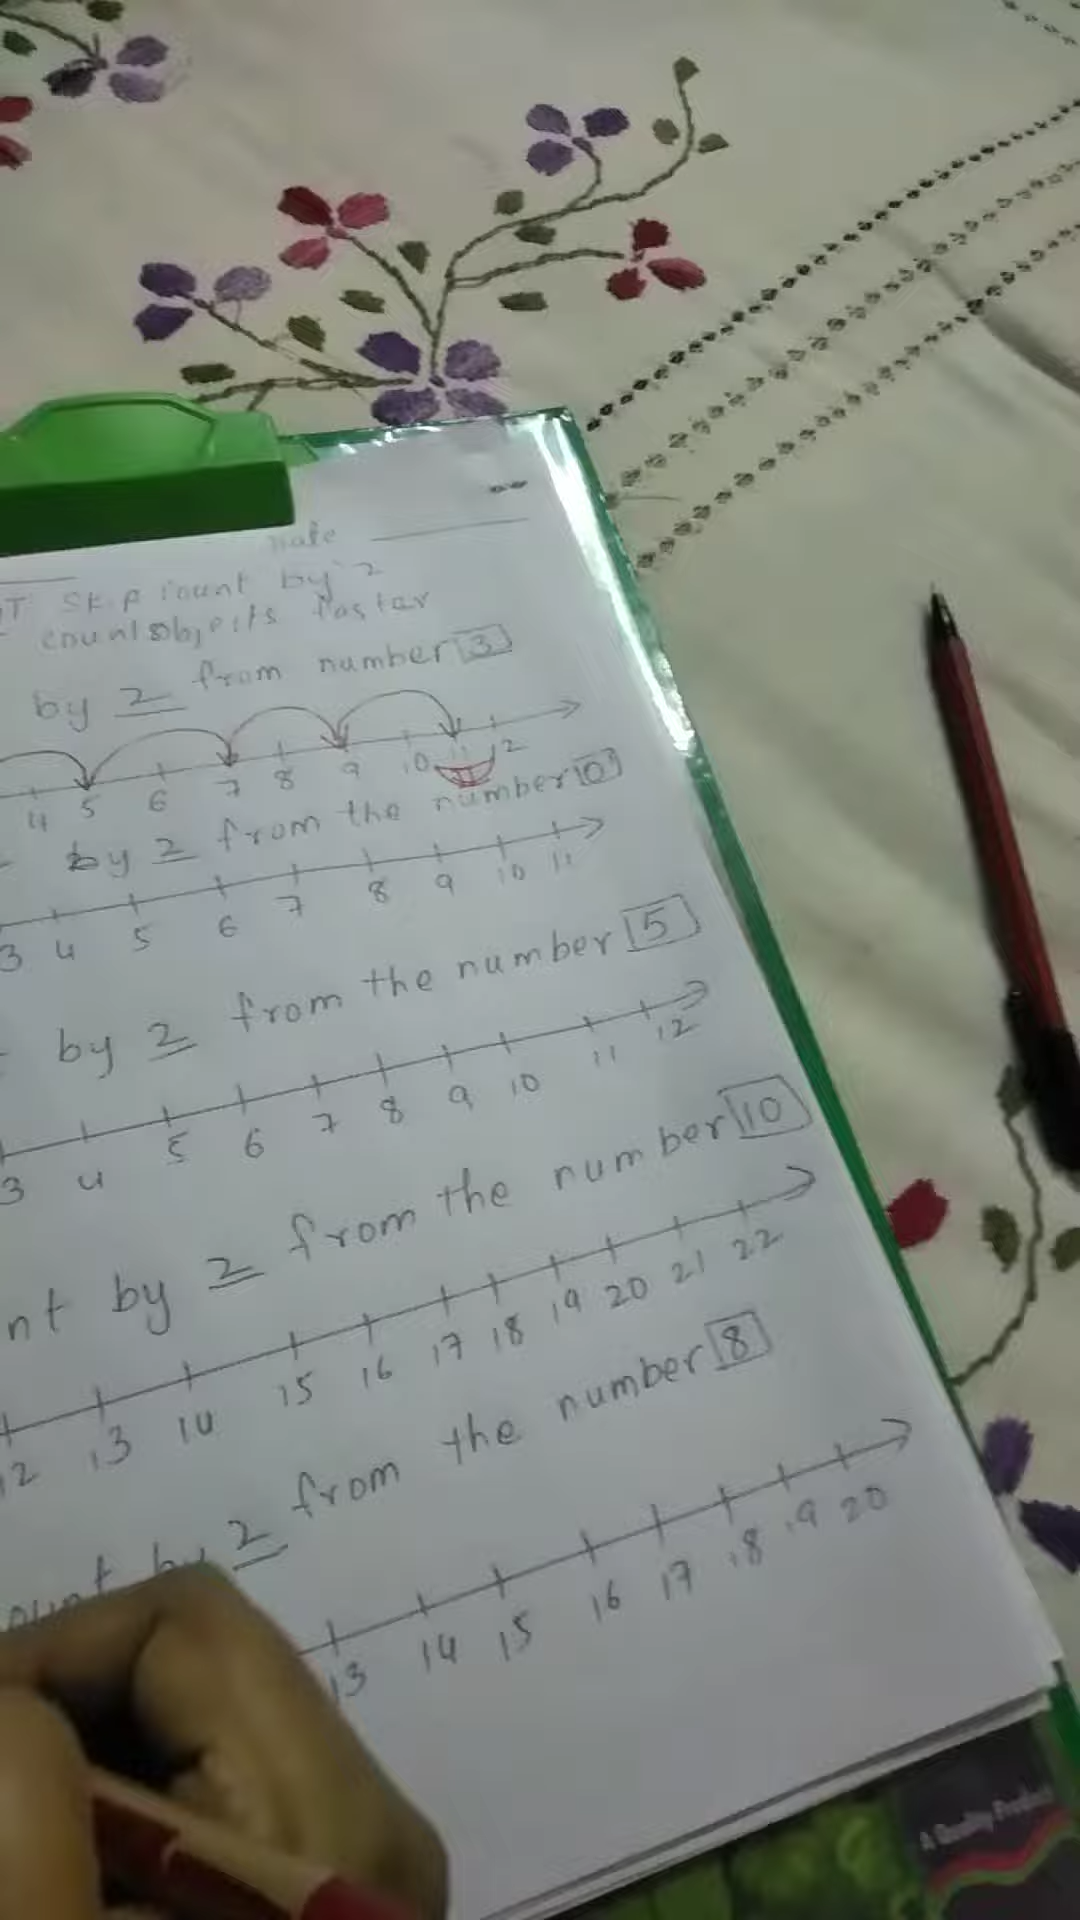 Date
Skip count by 2
count objects faster
by 2 from number 3
4 5 6 7 8 9 10 11 12
by 2 from the number 0
3 4 5 6 7 8 9 10 11
by 2 from the number 5
3 4 5 6 7 8 9 10 11 12
nt by 2 from the number 10
12 13 14 15 16 17 18 19 20 21 22
ount by 2 from the number 8
13 14 15 16 17 18 19 20
A Quality Product